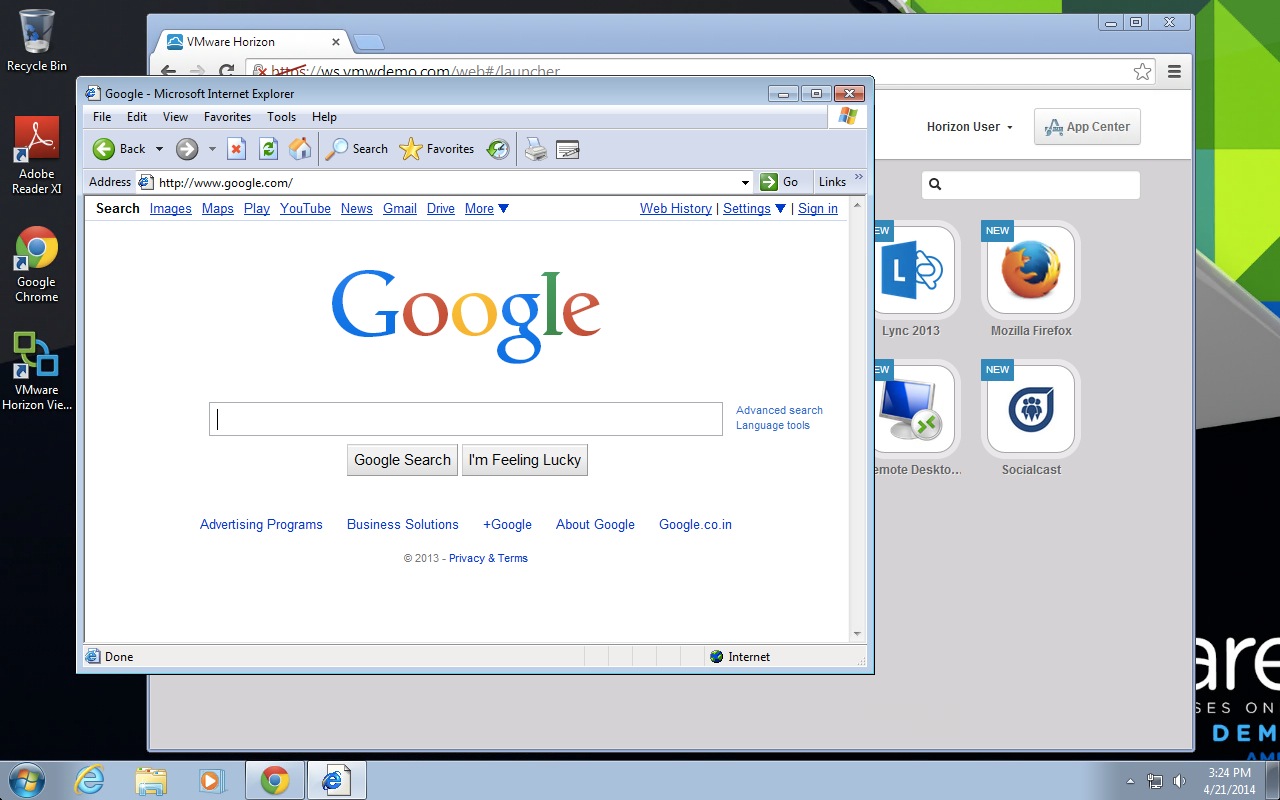 Recycle Bin
Adobe
Reader XI
Google
Chrome
VMware
Horizon Vie...
VMware Horizon
https://ws.vmwdemo.com/web#/launcher
Horizon User
App Center
NEW
Lync 2013
NEW
Mozilla Firefox
NEW
emote Deskto...
NEW
Socialcast
Google - Microsoft Internet Explorer
File Edit View Favorites Tools Help
Back Search Favorites
Address http://www.google.com/ Go Links »
Search Images Maps Play YouTube News Gmail Drive More ▼ Web History | Settings ▼ | Sign in
Google
Advanced search
Language tools
Google Search I'm Feeling Lucky
Advertising Programs Business Solutions +Google About Google Google.co.in
© 2013 - Privacy & Terms
Done Internet
are
SES ON
DEM
3:24 PM
4/21/2014